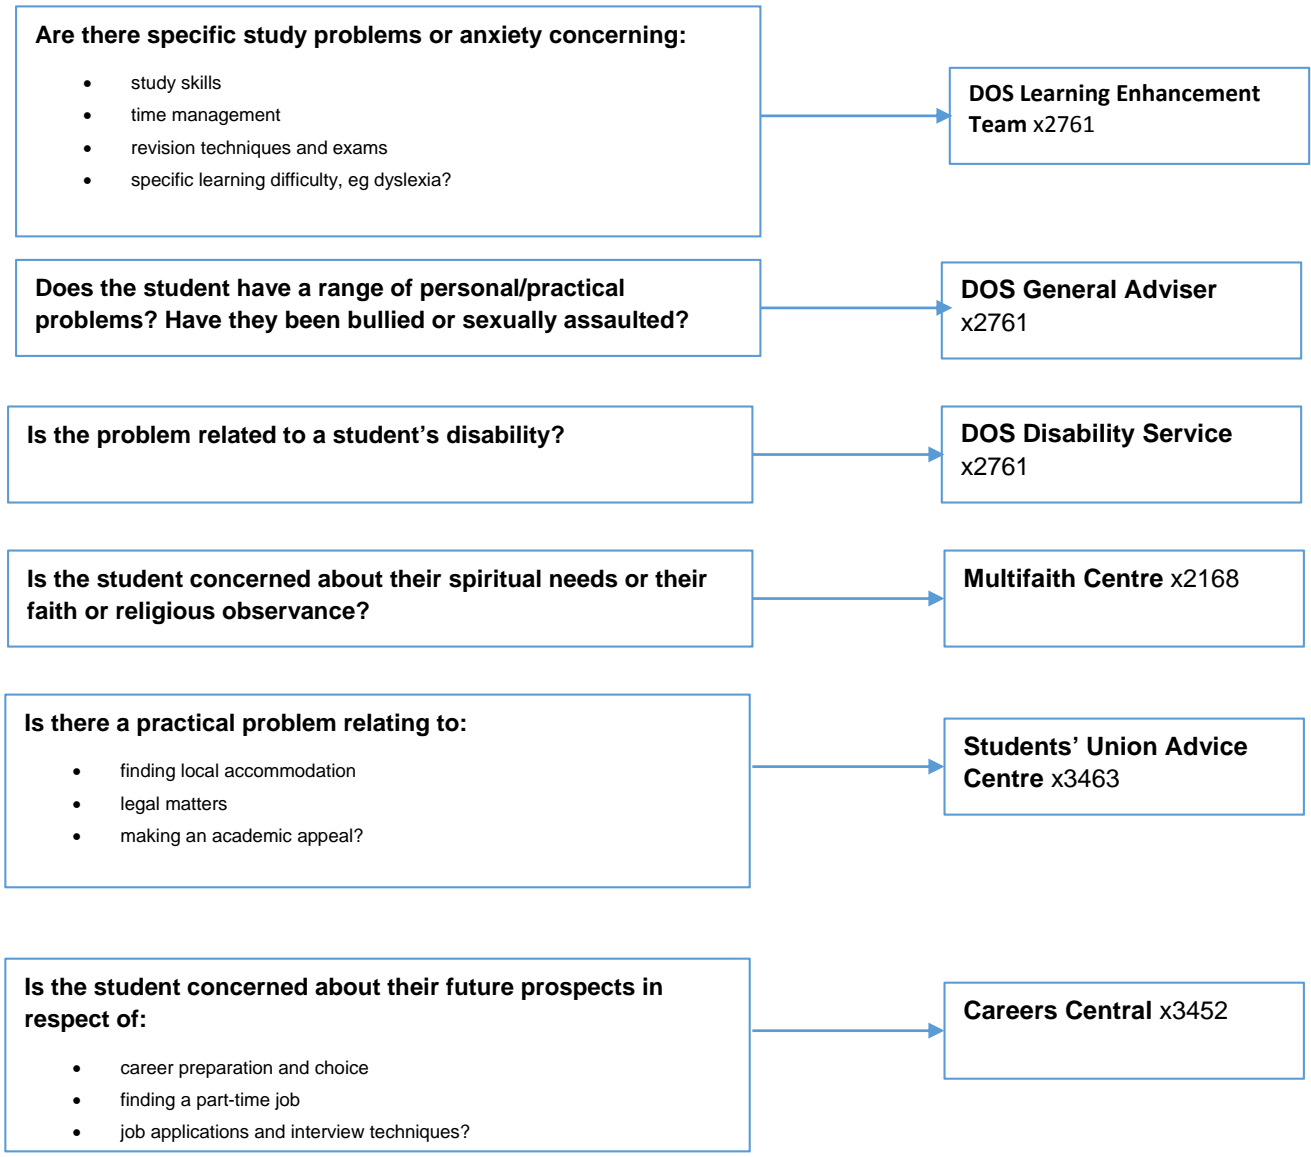 Are there specific study problems or anxiety concerning:
• study skills
• time management
• revision techniques and exams
• specific learning difficulty, eg dyslexia?
DOS Learning Enhancement
Team x2761
Does the student have a range of personal/practical
problems? Have they been bullied or sexually assaulted?
DOS General Adviser
x2761
Is the problem related to a student’s disability?
DOS Disability Service
x2761
Is the student concerned about their spiritual needs or their
faith or religious observance?
Multifaith Centre x2168
Is there a practical problem relating to:
• finding local accommodation
• legal matters
• making an academic appeal?
Students’ Union Advice
Centre x3463
Is the student concerned about their future prospects in
respect of:
• career preparation and choice
• finding a part-time job
• job applications and interview techniques?
Careers Central x3452